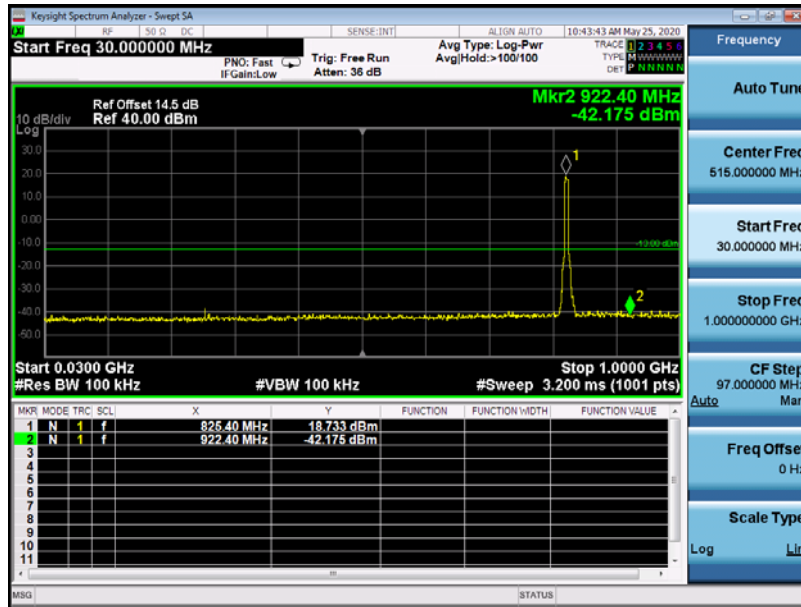 Keysight Spectrum Analyzer - Swept SA
RF 50 Ω DC SENSE:INT ALIGN AUTO 10:43:43 AM May 25, 2020
Start Freq 30.000000 MHz
PNO: Fast
IFGain:Low
Trig: Free Run
Atten: 36 dB
Avg Type: Log-Pwr
Avg|Hold:>100/100
TRACE 1 2 3 4 5 6
TYPE M WWWWW
DET P N N N N N
Ref Offset 14.5 dB
Ref 40.00 dBm
10 dB/div
Log
Mkr2 922.40 MHz
-42.175 dBm
30.0
20.0
10.0
0.00
-10.0
-20.0
-30.0
-40.0
-50.0
1
-13.00 dBm
2
Start 0.0300 GHz Stop 1.0000 GHz
#Res BW 100 kHz #VBW 100 kHz #Sweep 3.200 ms (1001 pts)
MKR MODE TRC SCL X Y FUNCTION FUNCTION WIDTH FUNCTION VALUE
1 N 1 f 825.40 MHz 18.733 dBm
2 N 1 f 922.40 MHz -42.175 dBm
3
4
5
6
7
8
9
10
11
MSG STATUS
Frequency
Auto Tune
Center Freq
515.000000 MHz
Start Freq
30.000000 MHz
Stop Freq
1.000000000 GHz
CF Step
97.000000 MHz
Auto Man
Freq Offset
0 Hz
Scale Type
Log Lin